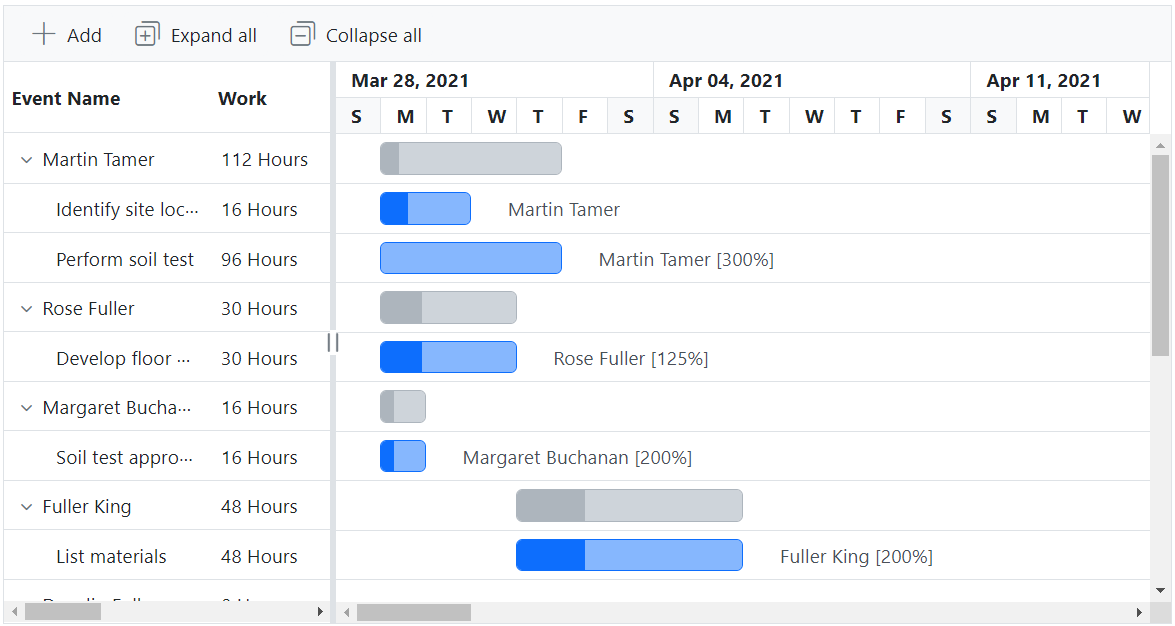 Add Expand all Collapse all
Event Name Work Mar 28, 2021 Apr 04, 2021 Apr 11, 2021
S M T W T F S S M T W T F S S M T W
Martin Tamer 112 Hours
Identify site loc... 16 Hours Martin Tamer
Perform soil test 96 Hours Martin Tamer [300%]
Rose Fuller 30 Hours
Develop floor ... 30 Hours Rose Fuller [125%]
Margaret Bucha... 16 Hours
Soil test appro... 16 Hours Margaret Buchanan [200%]
Fuller King 48 Hours
List materials 48 Hours Fuller King [200%]